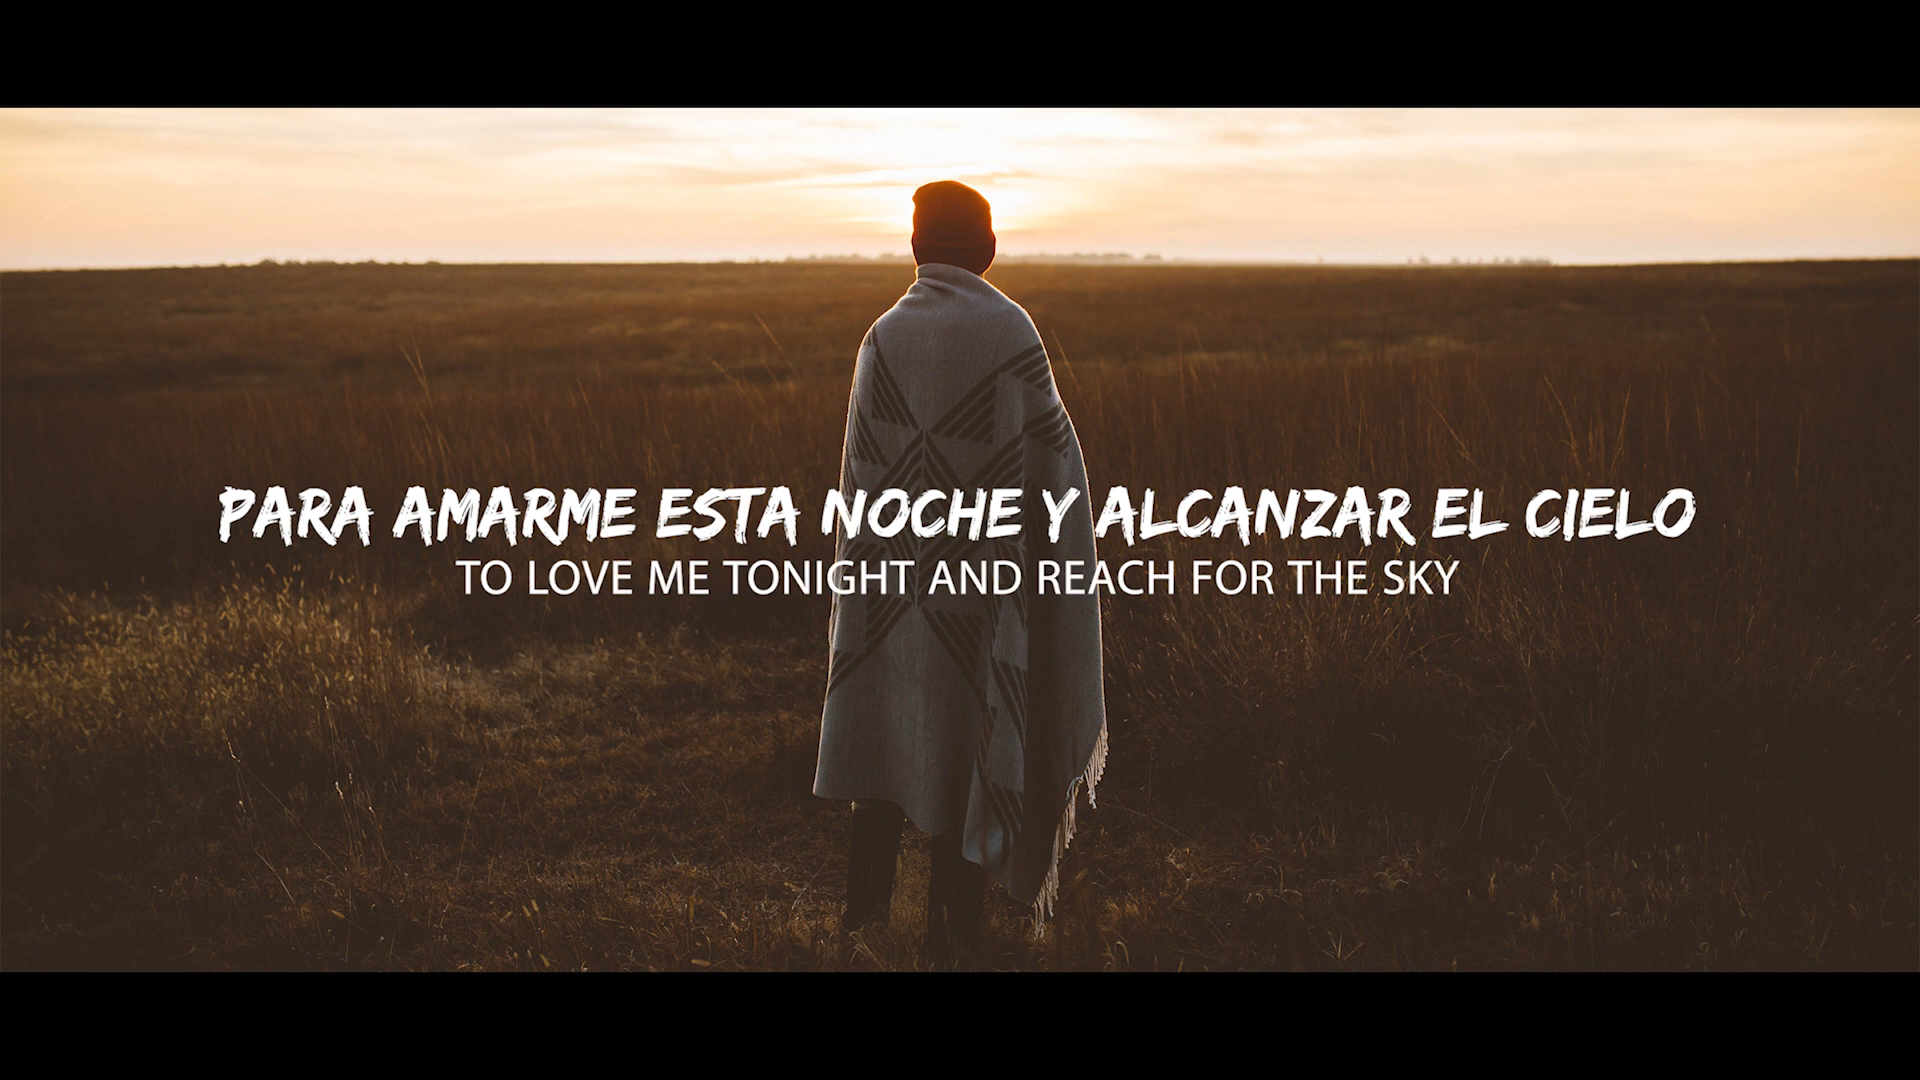 PARA AMARME ESTA NOCHE Y ALCANZAR EL CIELO
TO LOVE ME TONIGHT AND REACH FOR THE SKY